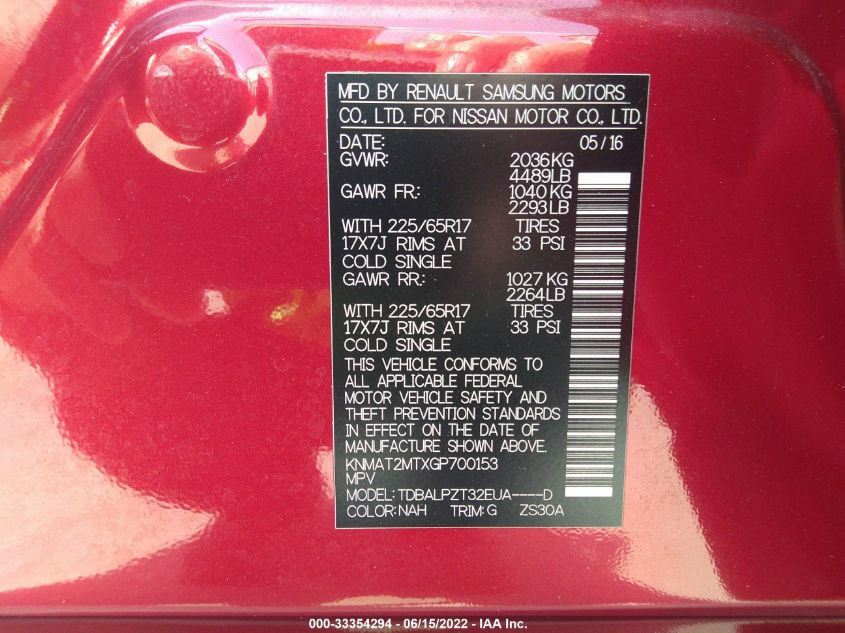 MFD BY RENAULT SAMSUNG MOTORS
CO., LTD. FOR NISSAN MOTOR CO., LTD.
DATE: 05/16
GVWR: 2036KG
4489LB
GAWR FR.: 1040KG
2293LB
WITH 225/65R17 TIRES
17X7J RIMS AT 33 PSI
COLD SINGLE
GAWR RR.: 1027KG
2264LB
WITH 225/65R17 TIRES
17X7J RIMS AT 33 PSI
COLD SINGLE
THIS VEHICLE CONFORMS TO
ALL APPLICABLE FEDERAL
MOTOR VEHICLE SAFETY AND
THEFT PREVENTION STANDARDS
IN EFFECT ON THE DATE OF
MANUFACTURE SHOWN ABOVE.
KNMAT2MTXGP700153
MPV
MODEL: TDBALPZT32EUA----D
COLOR: NAH TRIM: G ZS30A
000-33354294 - 06/15/2022 - IAA Inc.